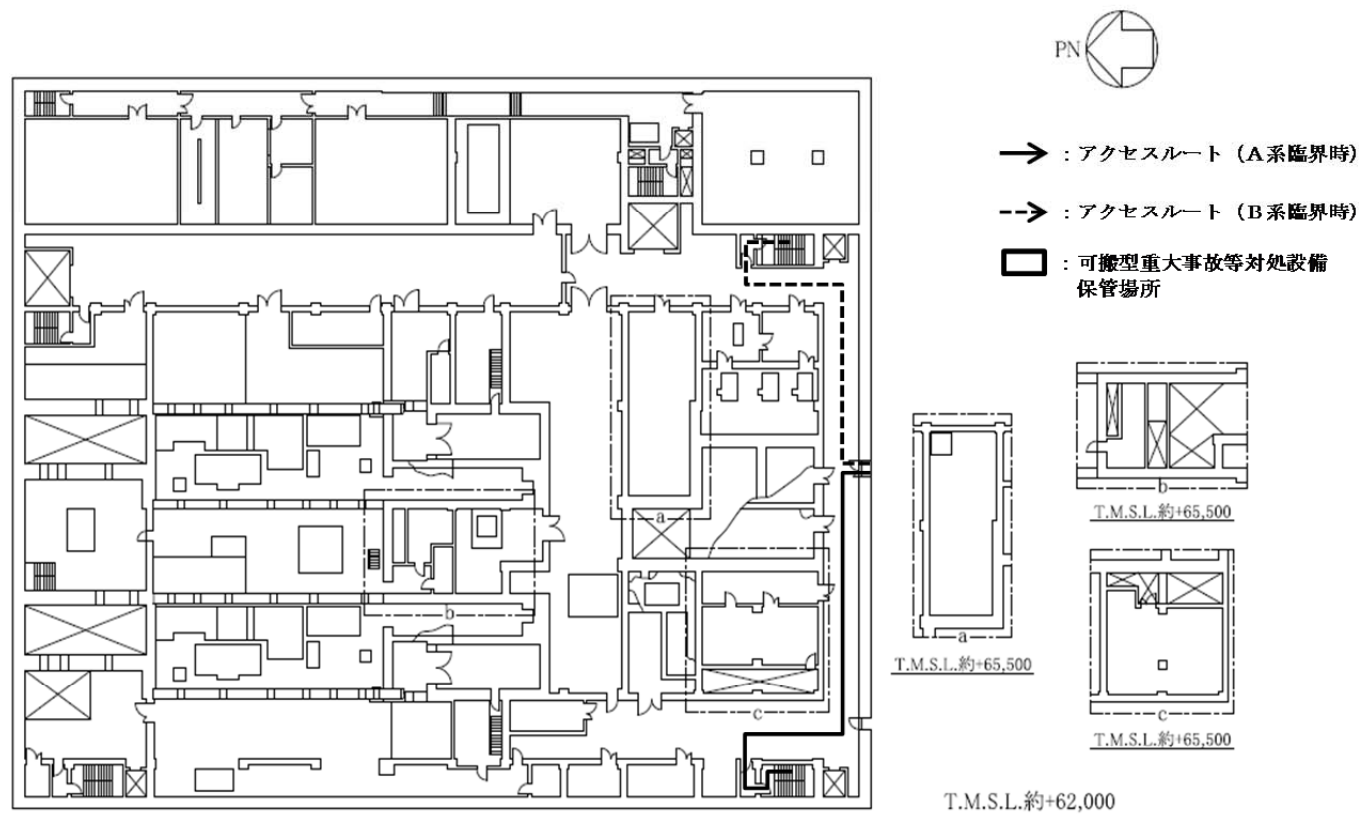 PN
：アクセスルート（A系臨界時）
：アクセスルート（B系臨界時）
：可搬型重大事故等対処設備
保管場所
a
b
c
a
T.M.S.L.約+65,500
b
T.M.S.L.約+65,500
c
T.M.S.L.約+65,500
T.M.S.L.約+62,000